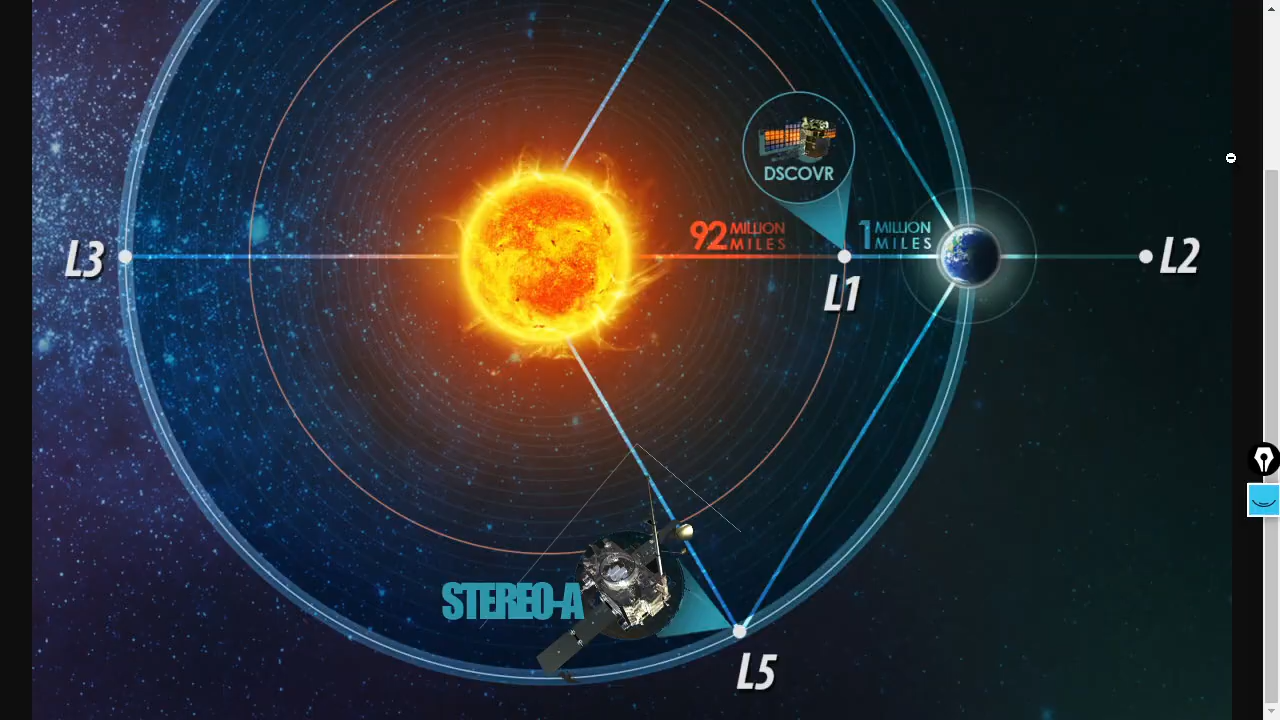 DSCOVR
92 MILLION
MILES
1 MILLION
MILES
L3
L2
L1
STEREO-A
L5